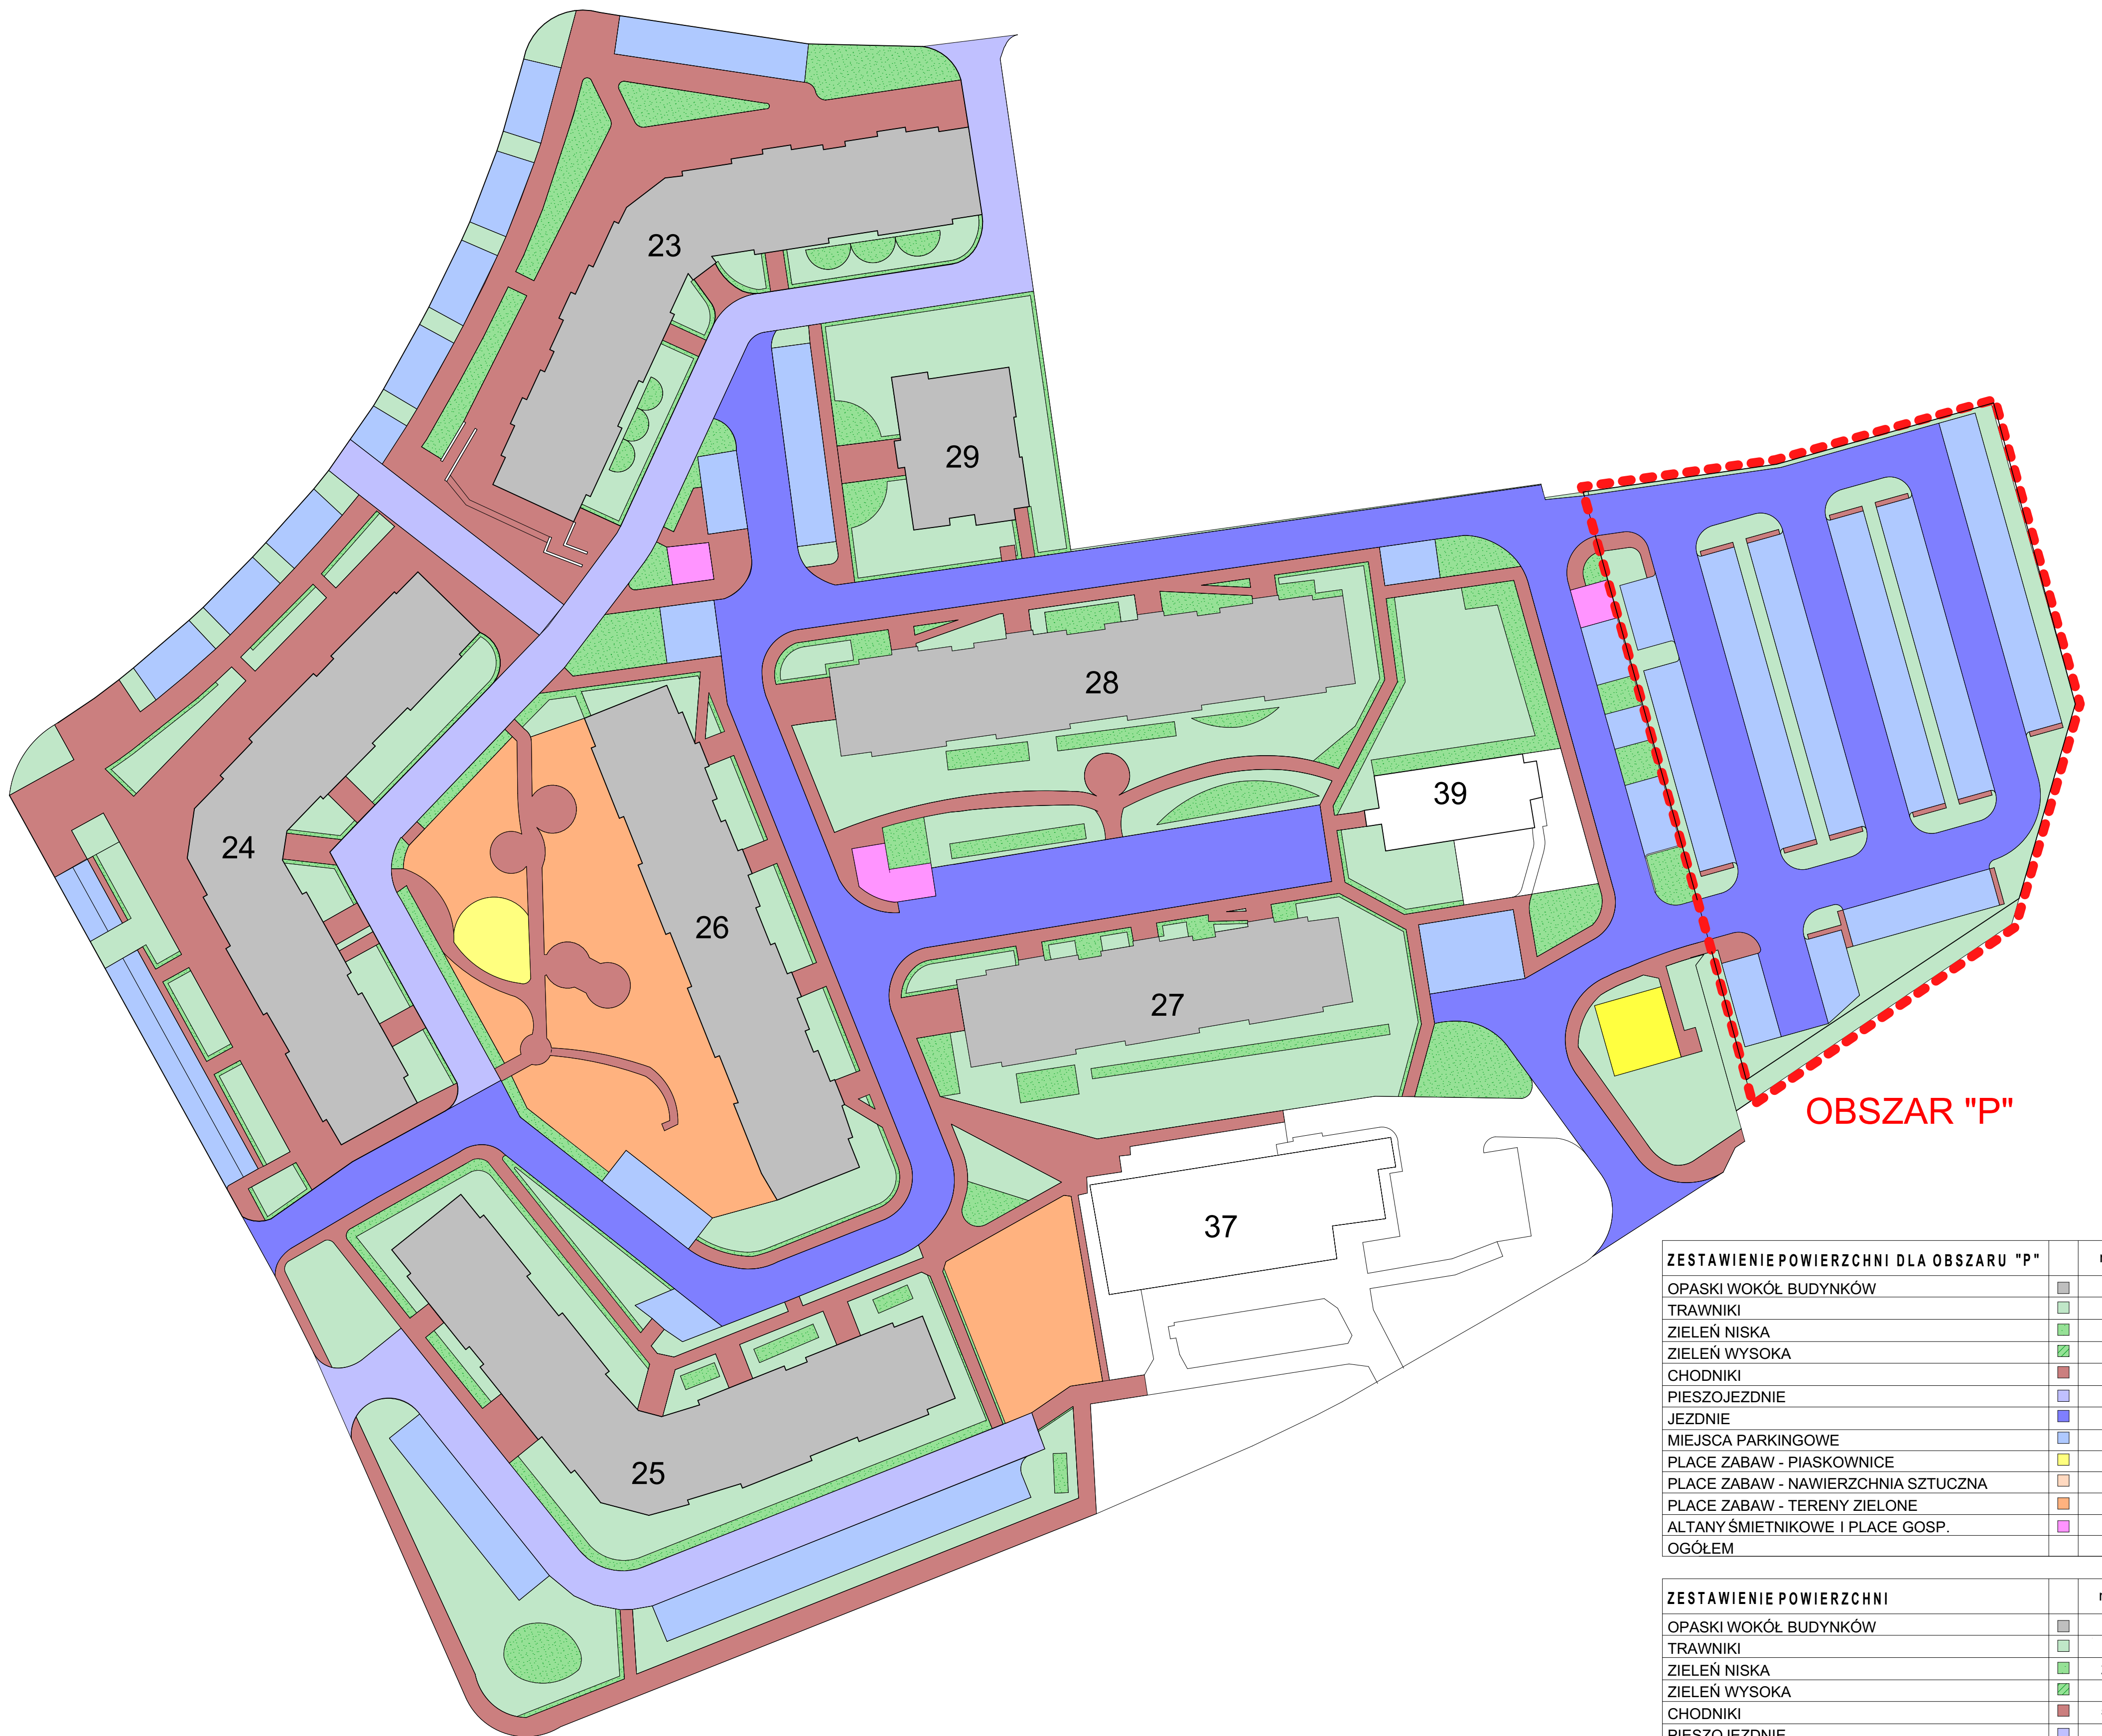 23
29
28
39
24
26
27
OBSZAR "P"
37
25
ZESTAWIENIE POWIERZCHNI DLA OBSZARU "P"
OPASKI WOKÓŁ BUDYNKÓW
TRAWNIKI
ZIELEŃ NISKA
ZIELEŃ WYSOKA
CHODNIKI
PIESZOJEZDNIE
JEZDNIE
MIEJSCA PARKINGOWE
PLACE ZABAW - PIASKOWNICE
PLACE ZABAW - NAWIERZCHNIA SZTUCZNA
PLACE ZABAW - TERENY ZIELONE
ALTANY ŚMIETNIKOWE I PLACE GOSP.
OGÓŁEM
ZESTAWIENIE POWIERZCHNI
OPASKI WOKÓŁ BUDYNKÓW
TRAWNIKI
ZIELEŃ NISKA
ZIELEŃ WYSOKA
CHODNIKI
PIESZOJEZDNIE